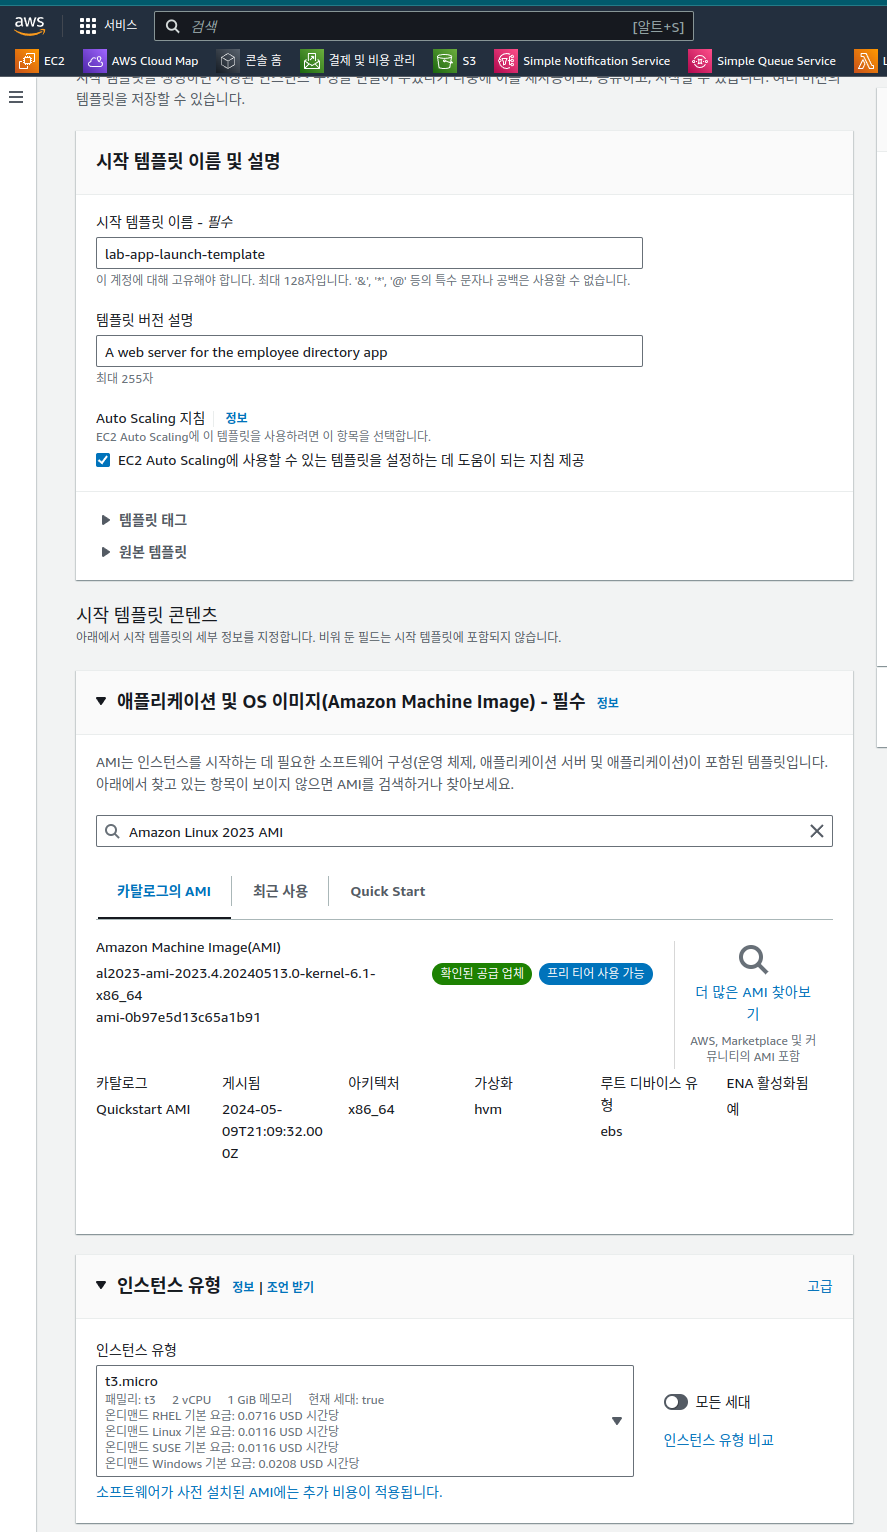 aws
서비스
검색
[알트+S]
EC2
AWS Cloud Map
콘솔 홈
결제 및 비용 관리
S3
Simple Notification Service
Simple Queue Service
템플릿을 저장할 수 있습니다.
시작 템플릿 이름 및 설명
시작 템플릿 이름 - 필수
lab-app-launch-template
이 계정에 대해 고유해야 합니다. 최대 128자입니다. '&', '*', '@' 등의 특수 문자나 공백은 사용할 수 없습니다.
템플릿 버전 설명
A web server for the employee directory app
최대 255자
Auto Scaling 지침
정보
EC2 Auto Scaling에 이 템플릿을 사용하려면 이 항목을 선택합니다.
EC2 Auto Scaling에 사용할 수 있는 템플릿을 설정하는 데 도움이 되는 지침 제공
템플릿 태그
원본 템플릿
시작 템플릿 콘텐츠
아래에서 시작 템플릿의 세부 정보를 지정합니다. 비워 둔 필드는 시작 템플릿에 포함되지 않습니다.
애플리케이션 및 OS 이미지(Amazon Machine Image) - 필수 정보
AMI는 인스턴스를 시작하는 데 필요한 소프트웨어 구성(운영 체제, 애플리케이션 서버 및 애플리케이션)이 포함된 템플릿입니다.
아래에서 찾고 있는 항목이 보이지 않으면 AMI를 검색하거나 찾아보세요.
Amazon Linux 2023 AMI
카탈로그의 AMI
최근 사용
Quick Start
Amazon Machine Image(AMI)
al2023-ami-2023.4.20240513.0-kernel-6.1-
x86_64
ami-0b97e5d13c65a1b91
확인된 공급 업체
프리 티어 사용 가능
더 많은 AMI 찾아보
기
AWS, Marketplace 및 커
뮤니티의 AMI 포함
카탈로그
Quickstart AMI
게시됨
2024-05-
09T21:09:32.00
0Z
아키텍처
x86_64
가상화
hvm
루트 디바이스 유
형
ebs
ENA 활성화됨
예
인스턴스 유형 정보 | 조언 받기
고급
인스턴스 유형
t3.micro
패밀리: t3 2 vCPU 1 GiB 메모리 현재 세대: true
온디맨드 RHEL 기본 요금: 0.0716 USD 시간당
온디맨드 Linux 기본 요금: 0.0116 USD 시간당
온디맨드 SUSE 기본 요금: 0.0116 USD 시간당
온디맨드 Windows 기본 요금: 0.0208 USD 시간당
모든 세대
인스턴스 유형 비교
소프트웨어가 사전 설치된 AMI에는 추가 비용이 적용됩니다.